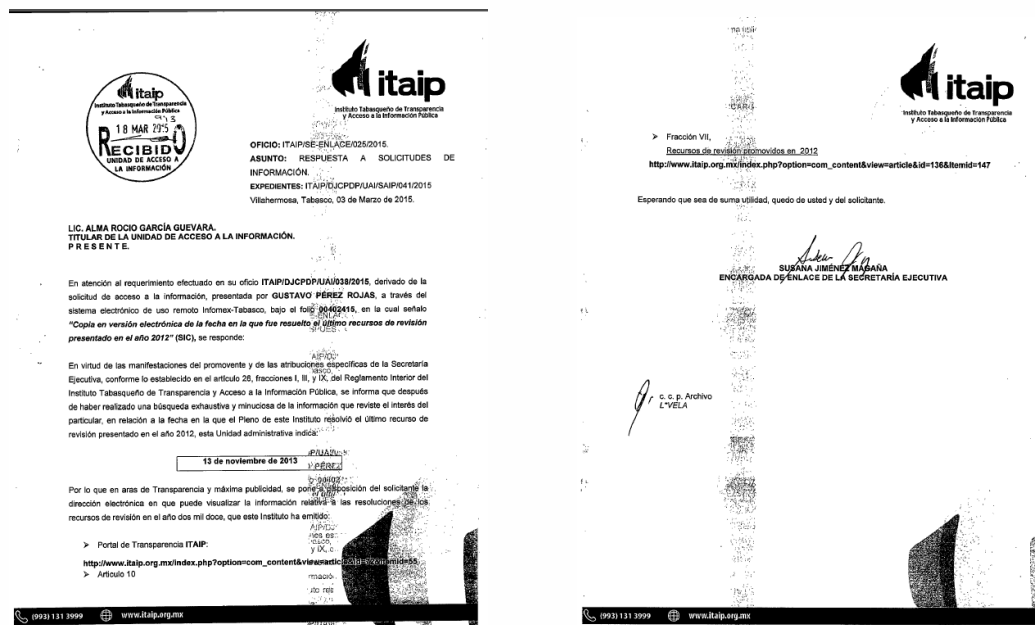 itaip
Instituto Tabasqueño de Transparencia
y Acceso a la Información Pública
18 MAR 2015
RECIBIDO
UNIDAD DE ACCESO A
LA INFORMACIÓN
itaip
Instituto Tabasqueño de Transparencia
y Acceso a la Información Pública
OFICIO: ITAIP/SE-ENLACE/025/2015.
ASUNTO: RESPUESTA A SOLICITUDES DE
INFORMACIÓN.
EXPEDIENTES: ITAIP/DJCPDP/UAI/SAIP/041/2015
Villahermosa, Tabasco, 03 de Marzo de 2015.
LIC. ALMA ROCIO GARCÍA GUEVARA.
TITULAR DE LA UNIDAD DE ACCESO A LA INFORMACIÓN.
P R E S E N T E.
En atención al requerimiento efectuado en su oficio ITAIP/DJCPDP/UAI/038/2015, derivado de la
solicitud de acceso a la información, presentada por GUSTAVO PÉREZ ROJAS, a través del
sistema electrónico de uso remoto Infomex-Tabasco, bajo el folio 00402415, en la cual señalo
"Copia en versión electrónica de la fecha en la que fue resuelto el último recursos de revisión
presentado en el año 2012" (SIC), se responde:
En virtud de las manifestaciones del promovente y de las atribuciones específicas de la Secretaría
Ejecutiva, conforme lo establecido en el artículo 26, fracciones I, III, y IX, del Reglamento Interior del
Instituto Tabasqueño de Transparencia y Acceso a la Información Pública, se informa que después
de haber realizado una búsqueda exhaustiva y minuciosa de la información que reviste el interés del
particular, en relación a la fecha en la que el Pleno de este Instituto resolvió el último recurso de
revisión presentado en el año 2012, esta Unidad administrativa indica:
13 de noviembre de 2013
Por lo que en aras de Transparencia y máxima publicidad, se pone a disposición del solicitante la
dirección electrónica en que puede visualizar la información relativa a las resoluciones de los
recursos de revisión en el año dos mil doce, que este Instituto ha emitido:
➢ Portal de Transparencia ITAIP:
http://www.itaip.org.mx/index.php?option=com_content&view=article
➢ Artículo 10
(993) 131 3999 www.itaip.org.mx
itaip
Instituto Tabasqueño de Transparencia
y Acceso a la Información Pública
➢ Fracción VII,
Recursos de revisión promovidos en 2012
http://www.itaip.org.mx/index.php?option=com_content&view=article&id=136&Itemid=147
Esperando que sea de suma utilidad, quedo de usted y del solicitante.
SUSANA JIMÉNEZ MAGAÑA
ENCARGADA DE ENLACE DE LA SECRETARÍA EJECUTIVA
c. c. p. Archivo
L*VELA
(993) 131 3999 www.itaip.org.mx